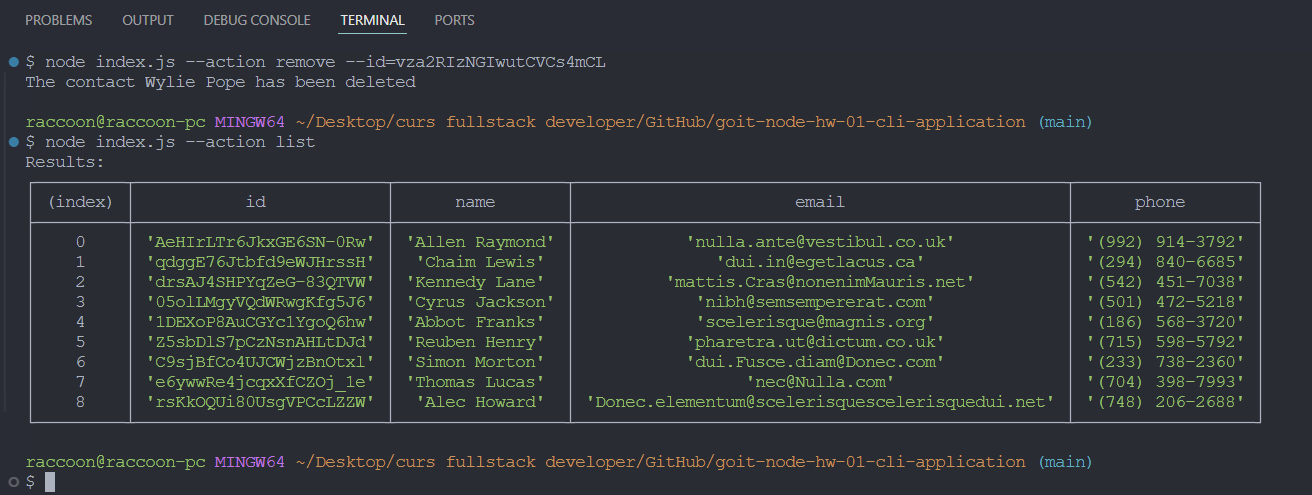 PROBLEMS OUTPUT DEBUG CONSOLE TERMINAL PORTS
$ node index.js --action remove --id=vza2RIzNGIwutCVCs4mCL
The contact Wylie Pope has been deleted
raccoon@raccoon-pc MINGW64 ~/Desktop/curs fullstack developer/GitHub/goit-node-hw-01-cli-application (main)
$ node index.js --action list
Results:
(index) id name email phone
0 'AeHIrLTr6JkxGE6SN-0Rw' 'Allen Raymond' 'nulla.ante@vestibul.co.uk' '(992) 914-3792'
1 'qdggE76Jtbfd9eWJHrssH' 'Chaim Lewis' 'dui.in@egetlacus.ca' '(294) 840-6685'
2 'drsAJ4SHPYqZeG-83QTVW' 'Kennedy Lane' 'mattis.Cras@nonenimMauris.net' '(542) 451-7038'
3 '05olLMgyVQdWRwgKfg5J6' 'Cyrus Jackson' 'nibh@semsempererat.com' '(501) 472-5218'
4 '1DEXoP8AuCGYc1YgoQ6hw' 'Abbot Franks' 'scelerisque@magnis.org' '(186) 568-3720'
5 'Z5sbDlS7pCzNsnAHLtDJd' 'Reuben Henry' 'pharetra.ut@dictum.co.uk' '(715) 598-5792'
6 'C9sjBfCo4UJCWjzBnOtxl' 'Simon Morton' 'dui.Fusce.diam@Donec.com' '(233) 738-2360'
7 'e6ywwRe4jcqxXfCZOj_1e' 'Thomas Lucas' 'nec@Nulla.com' '(704) 398-7993'
8 'rsKkOQUi80UsgVPCcLZZW' 'Alec Howard' 'Donec.elementum@scelerisquescelerisquedui.net' '(748) 206-2688'
raccoon@raccoon-pc MINGW64 ~/Desktop/curs fullstack developer/GitHub/goit-node-hw-01-cli-application (main)
$